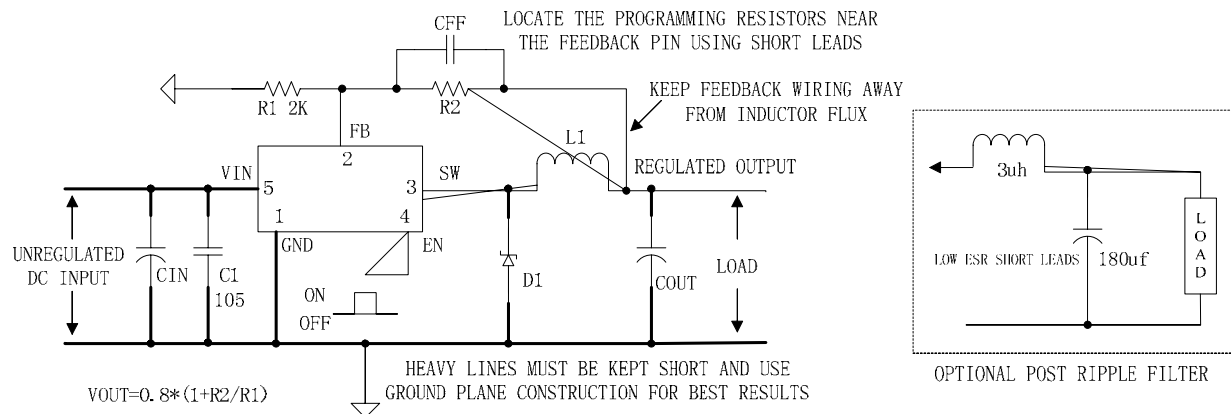 CFF
LOCATE THE PROGRAMMING RESISTORS NEAR
THE FEEDBACK PIN USING SHORT LEADS
R1 2K
R2
KEEP FEEDBACK WIRING AWAY
FROM INDUCTOR FLUX
FB
2
L1
VIN
SW
REGULATED OUTPUT
5
3
1
4
GND
EN
UNREGULATED
DC INPUT
CIN
C1
105
ON
OFF
D1
COUT
LOAD
HEAVY LINES MUST BE KEPT SHORT AND USE
GROUND PLANE CONSTRUCTION FOR BEST RESULTS
VOUT=0.8*(1+R2/R1)
3uh
LOW ESR SHORT LEADS
180uf
LOAD
OPTIONAL POST RIPPLE FILTER